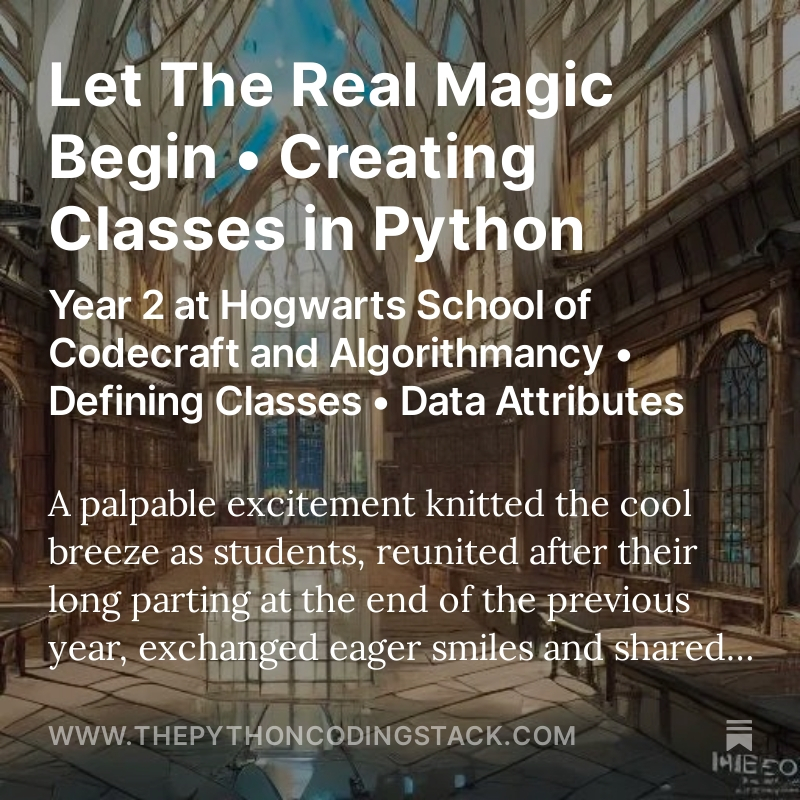 Let The Real Magic
Begin • Creating
Classes in Python
Year 2 at Hogwarts School of
Codecraft and Algorithmancy •
Defining Classes • Data Attributes
A palpable excitement knitted the cool
breeze as students, reunited after their
long parting at the end of the previous
year, exchanged eager smiles and shared...
WWW.THEPYTHONCODINGSTACK.COM